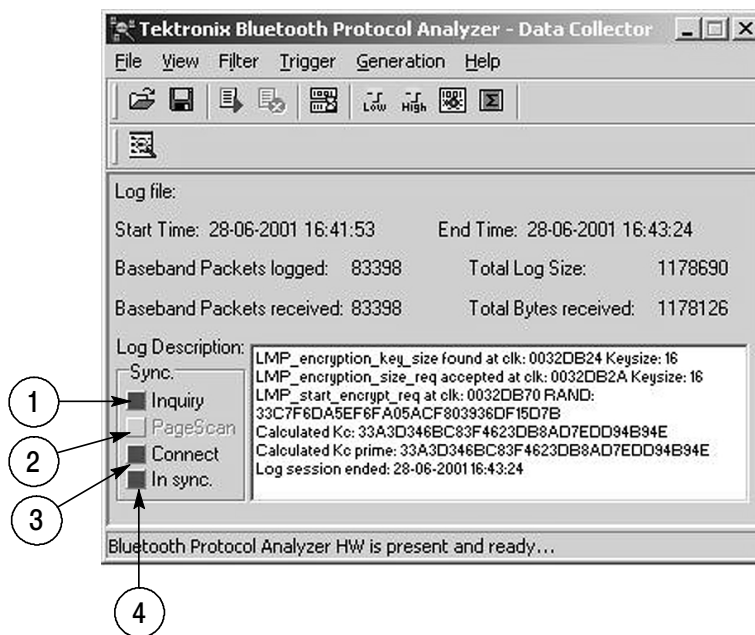 Tektronix Bluetooth Protocol Analyzer - Data Collector
File View Filter Trigger Generation Help
Low High
Log file:
Start Time: 28-06-2001 16:41:53 End Time: 28-06-2001 16:43:24
Baseband Packets logged: 83398 Total Log Size: 1178690
Baseband Packets received: 83398 Total Bytes received: 1178126
Log Description:
LMP_encryption_key_size found at clk: 0032DB24 Keysize: 16
LMP_encryption_size_req accepted at clk: 0032DB2A Keysize: 16
LMP_start_encrypt_req at clk: 0032DB70 RAND:
33C7F6DA5EF6FA05ACF803936DF15D7B
Calculated Kc: 33A3D346BC83F4623DB8AD7EDD94B94E
Calculated Kc prime: 33A3D346BC83F4623DB8AD7EDD94B94E
Log session ended: 28-06-2001 16:43:24
Sync.
1 Inquiry
2 PageScan
3 Connect
4 In sync.
Bluetooth Protocol Analyzer HW is present and ready...